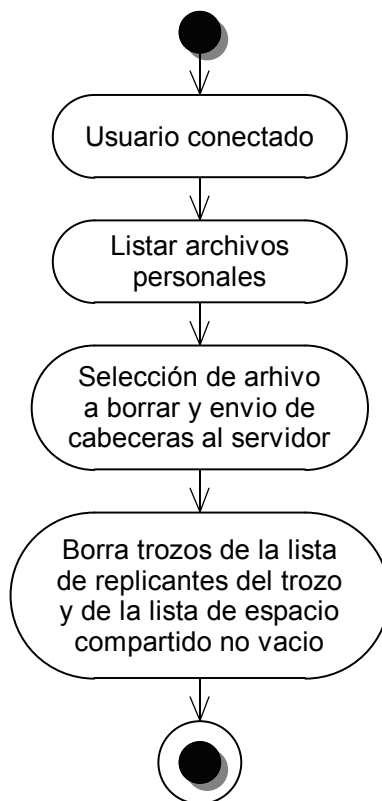 Usuario conectado
Listar archivos
personales
Selección de arhivo
a borrar y envio de
cabeceras al servidor
Borra trozos de la lista
de replicantes del trozo
y de la lista de espacio
compartido no vacio